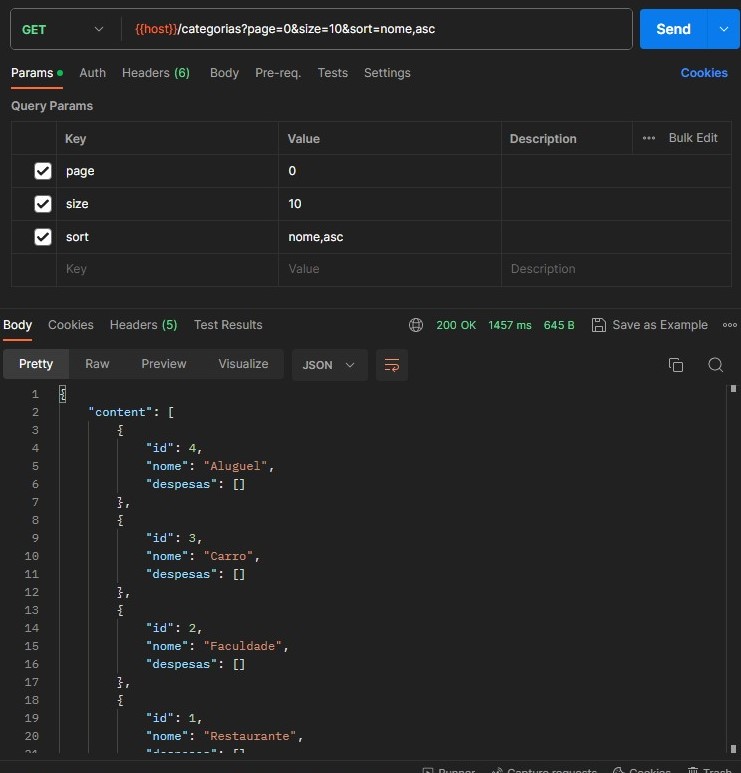 GET {{host}}/categorias?page=0&size=10&sort=nome,asc Send
Params Auth Headers (6) Body Pre-req. Tests Settings Cookies
Query Params
Key Value Description Bulk Edit
page 0
size 10
sort nome,asc
Key Value Description
Body Cookies Headers (5) Test Results 200 OK 1457 ms 645 B Save as Example
Pretty Raw Preview Visualize JSON
1 {
2 "content": [
3 {
4 "id": 4,
5 "nome": "Aluguel",
6 "despesas": []
7 },
8 {
9 "id": 3,
10 "nome": "Carro",
11 "despesas": []
12 },
13 {
14 "id": 2,
15 "nome": "Faculdade",
16 "despesas": []
17 },
18 {
19 "id": 1,
20 "nome": "Restaurante",
21 "despesas": []
Runner Capture requests Cookies Trash